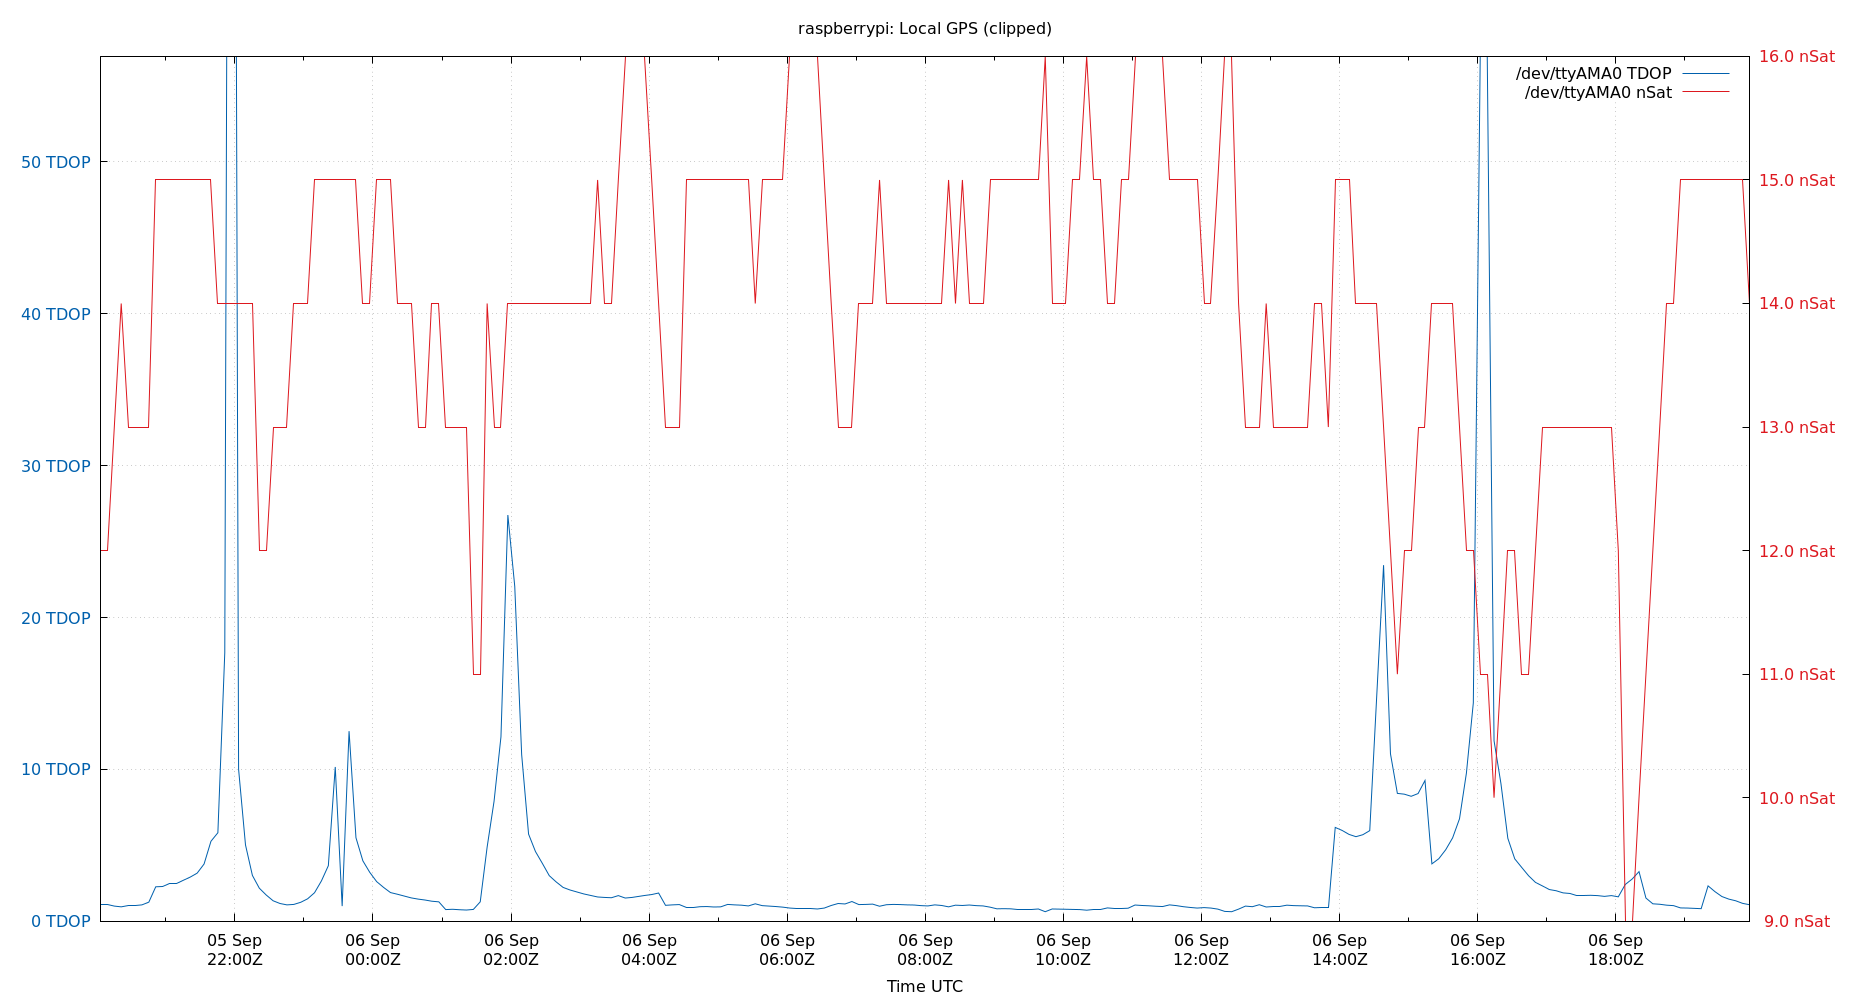 raspberrypi: Local GPS (clipped)
/dev/ttyAMA0 TDOP
/dev/ttyAMA0 nSat
50 TDOP
40 TDOP
30 TDOP
20 TDOP
10 TDOP
0 TDOP
16.0 nSat
15.0 nSat
14.0 nSat
13.0 nSat
12.0 nSat
11.0 nSat
10.0 nSat
9.0 nSat
05 Sep 06 Sep 06 Sep 06 Sep 06 Sep 06 Sep 06 Sep 06 Sep 06 Sep 06 Sep 06 Sep
22:00Z 00:00Z 02:00Z 04:00Z 06:00Z 08:00Z 10:00Z 12:00Z 14:00Z 16:00Z 18:00Z
Time UTC